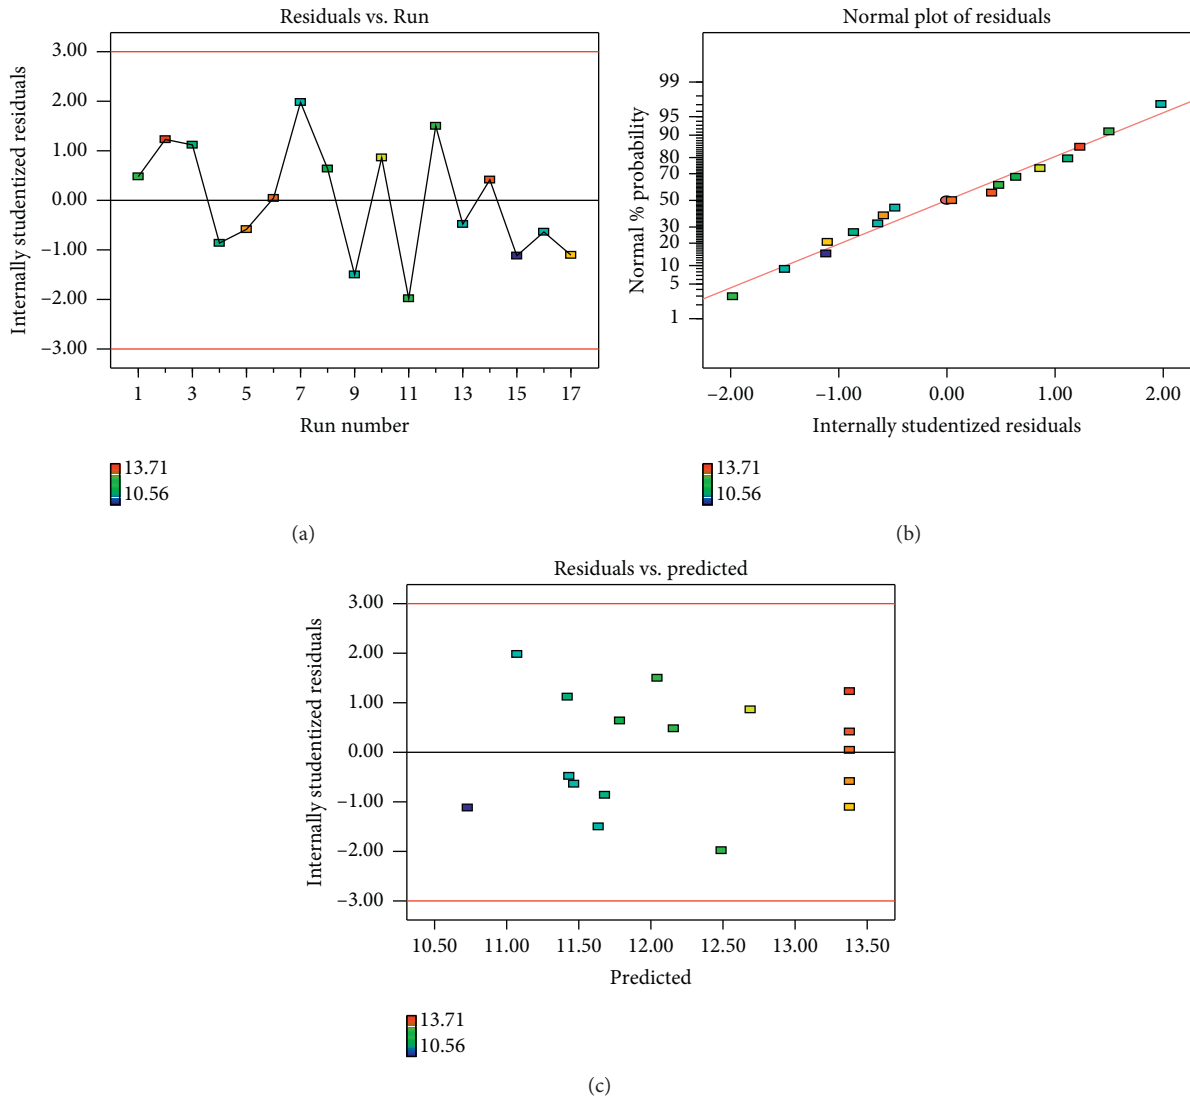 Residuals vs. Run
3.00
2.00
1.00
0.00
–1.00
–2.00
–3.00
Internally studentized residuals
1 3 5 7 9 11 13 15 17
Run number
13.71
10.56
(a)
Normal plot of residuals
99
95
90
80
70
50
30
20
10
5
1
Normal % probability
–2.00 –1.00 0.00 1.00 2.00
Internally studentized residuals
13.71
10.56
(b)
Residuals vs. predicted
3.00
2.00
1.00
0.00
–1.00
–2.00
–3.00
Internally studentized residuals
10.50 11.00 11.50 12.00 12.50 13.00 13.50
Predicted
13.71
10.56
(c)